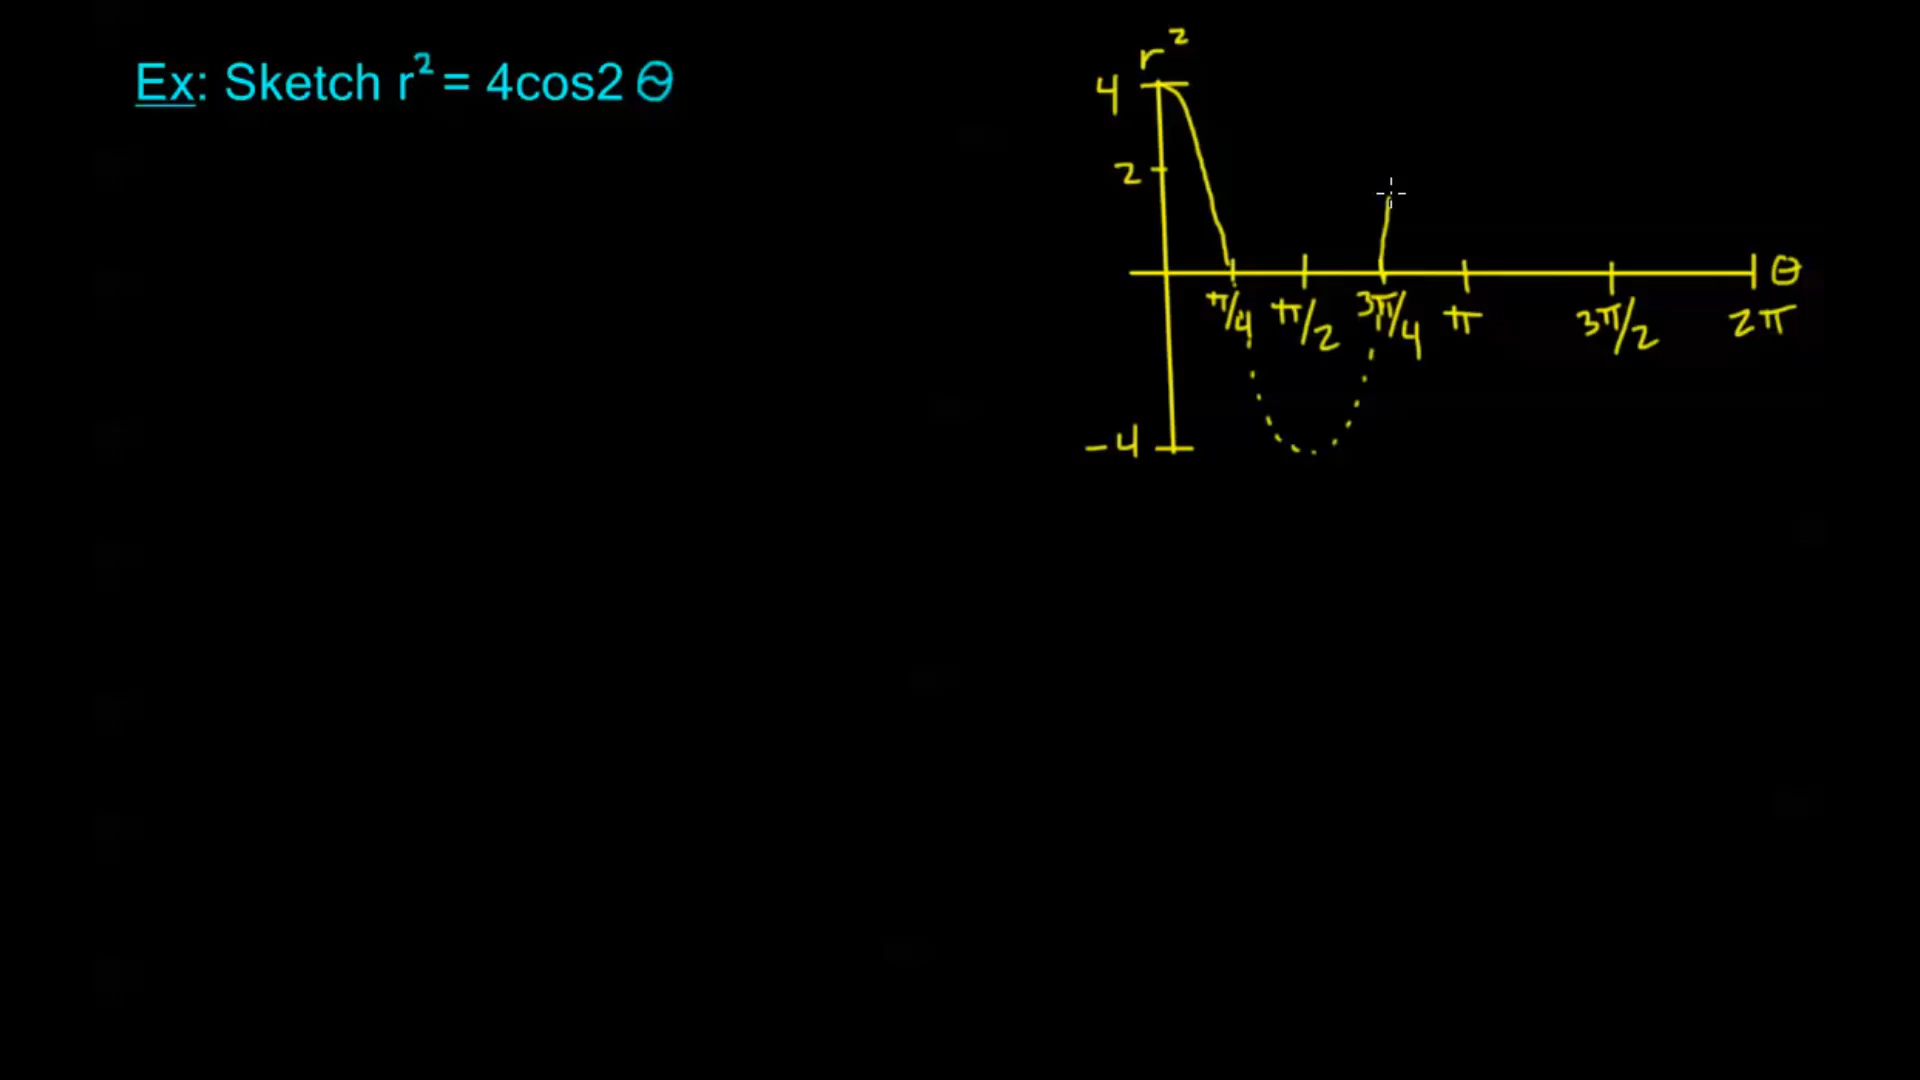 Ex: Sketch r² = 4cos2θ
r²
4
2
θ
π/4 π/2 3π/4 π 3π/2 2π
-4